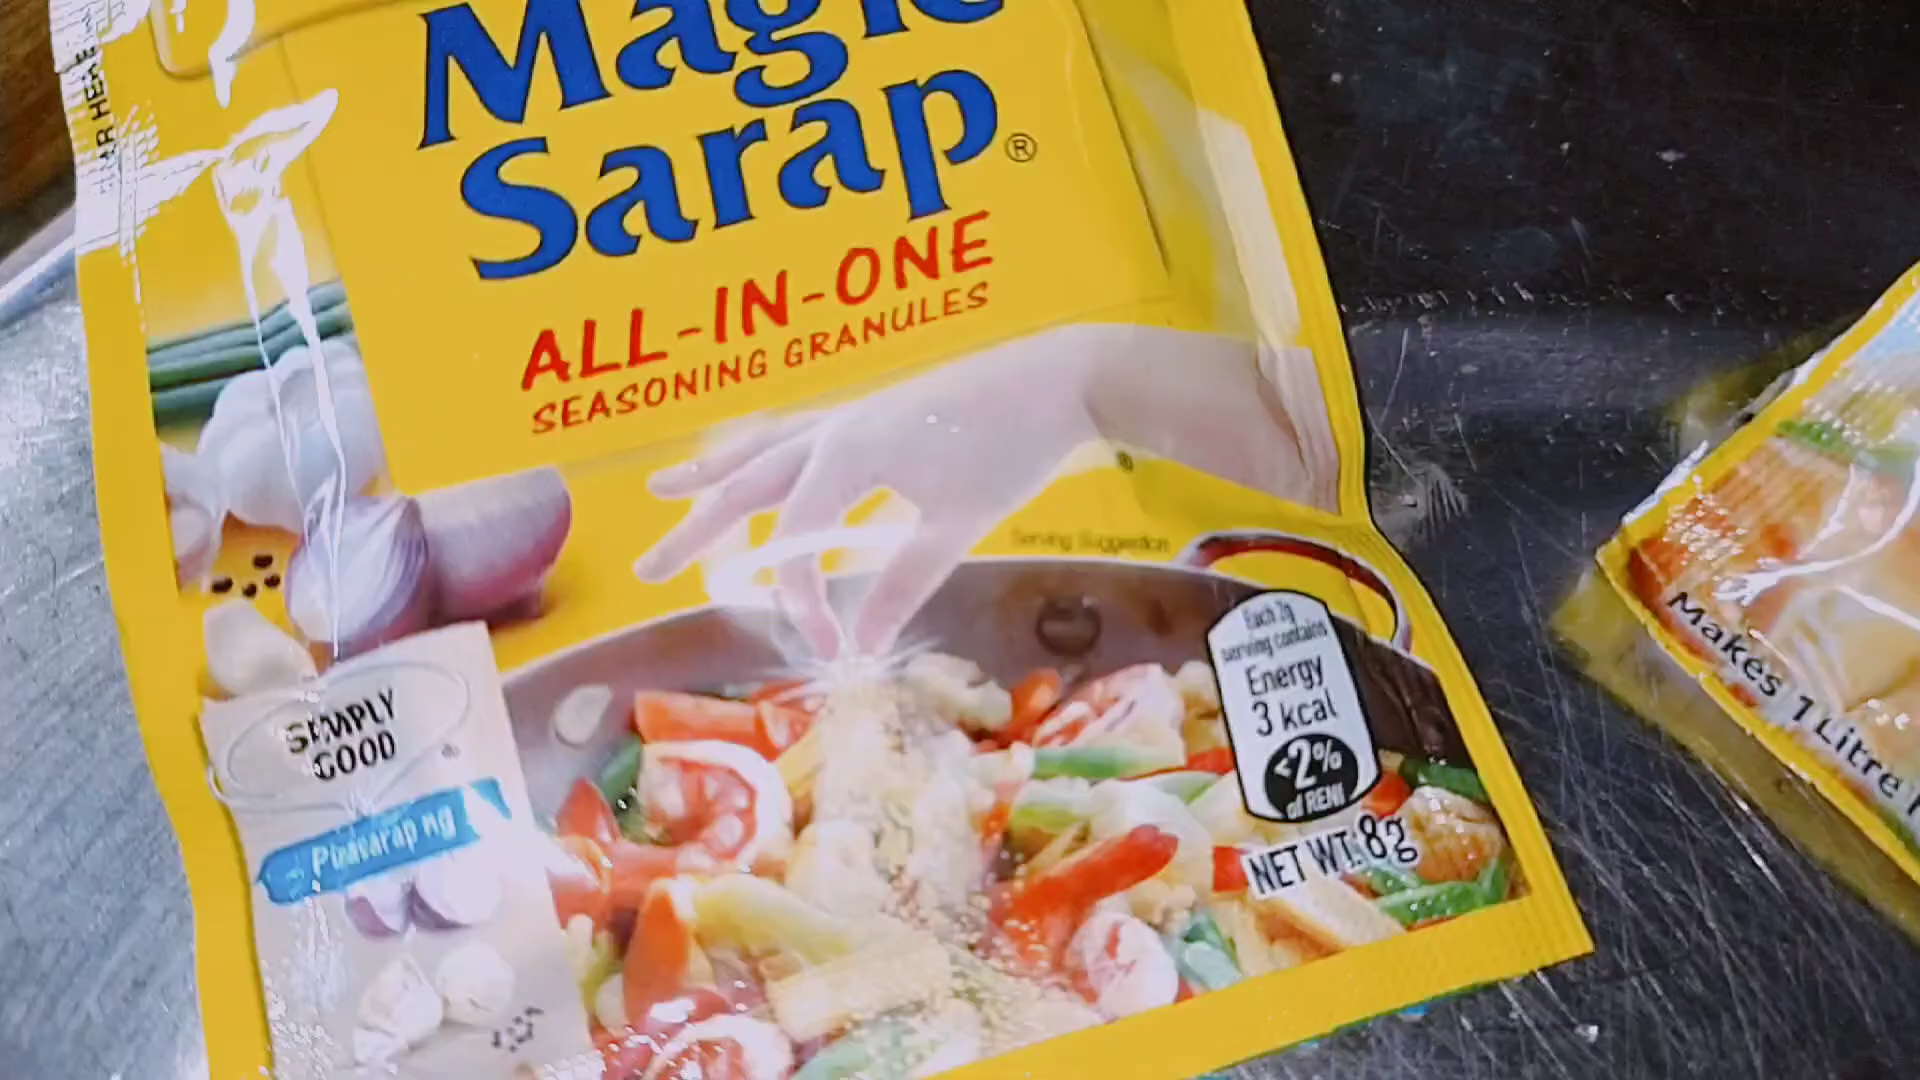 Magic
Sarap®
ALL-IN-ONE
SEASONING GRANULES
Serving Suggestion
Each 2g
serving contains
Energy
3 kcal
<2%
of RENI
NET WT. 8g
SIMPLY
GOOD
Pinasarap ng
Makes 1 Litre